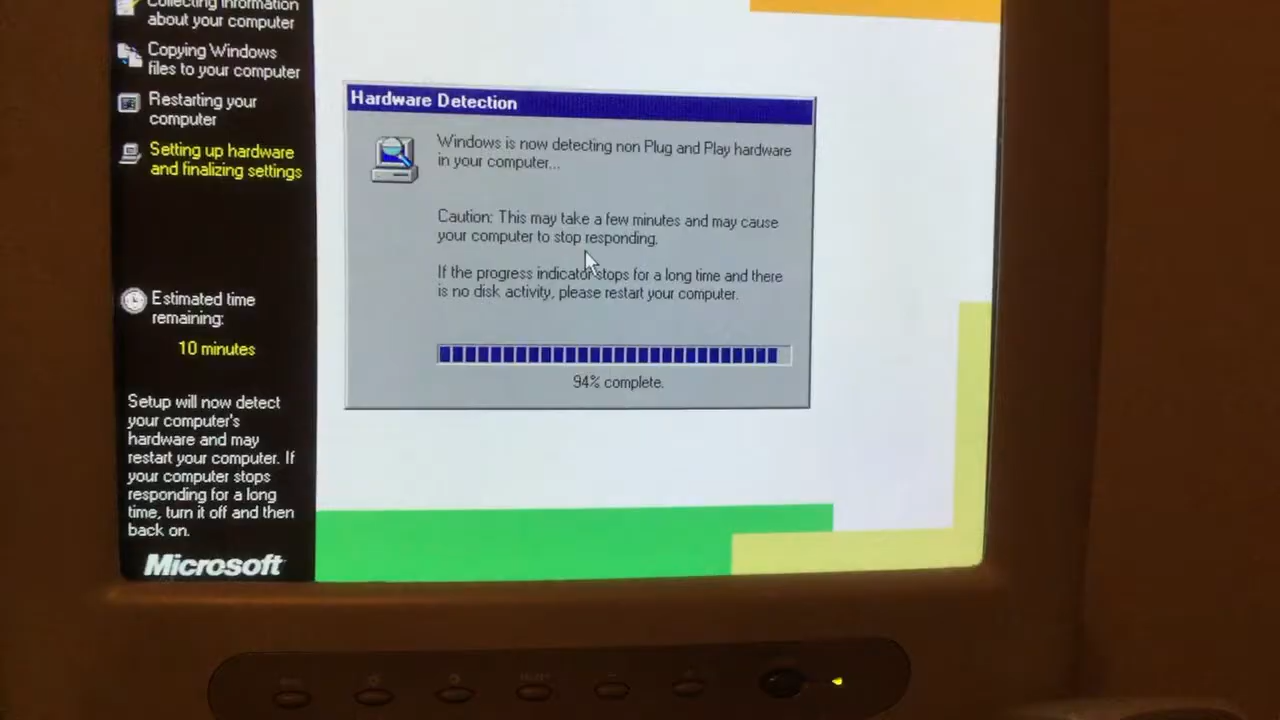 Collecting information
about your computer
Copying Windows
files to your computer
Restarting your
computer
Setting up hardware
and finalizing settings
Estimated time
remaining:
10 minutes
Setup will now detect
your computer's
hardware and may
restart your computer. If
your computer stops
responding for a long
time, turn it off and then
back on.
Microsoft
Hardware Detection
Windows is now detecting non Plug and Play hardware
in your computer...
Caution: This may take a few minutes and may cause
your computer to stop responding.
If the progress indicator stops for a long time and there
is no disk activity, please restart your computer.
94% complete.